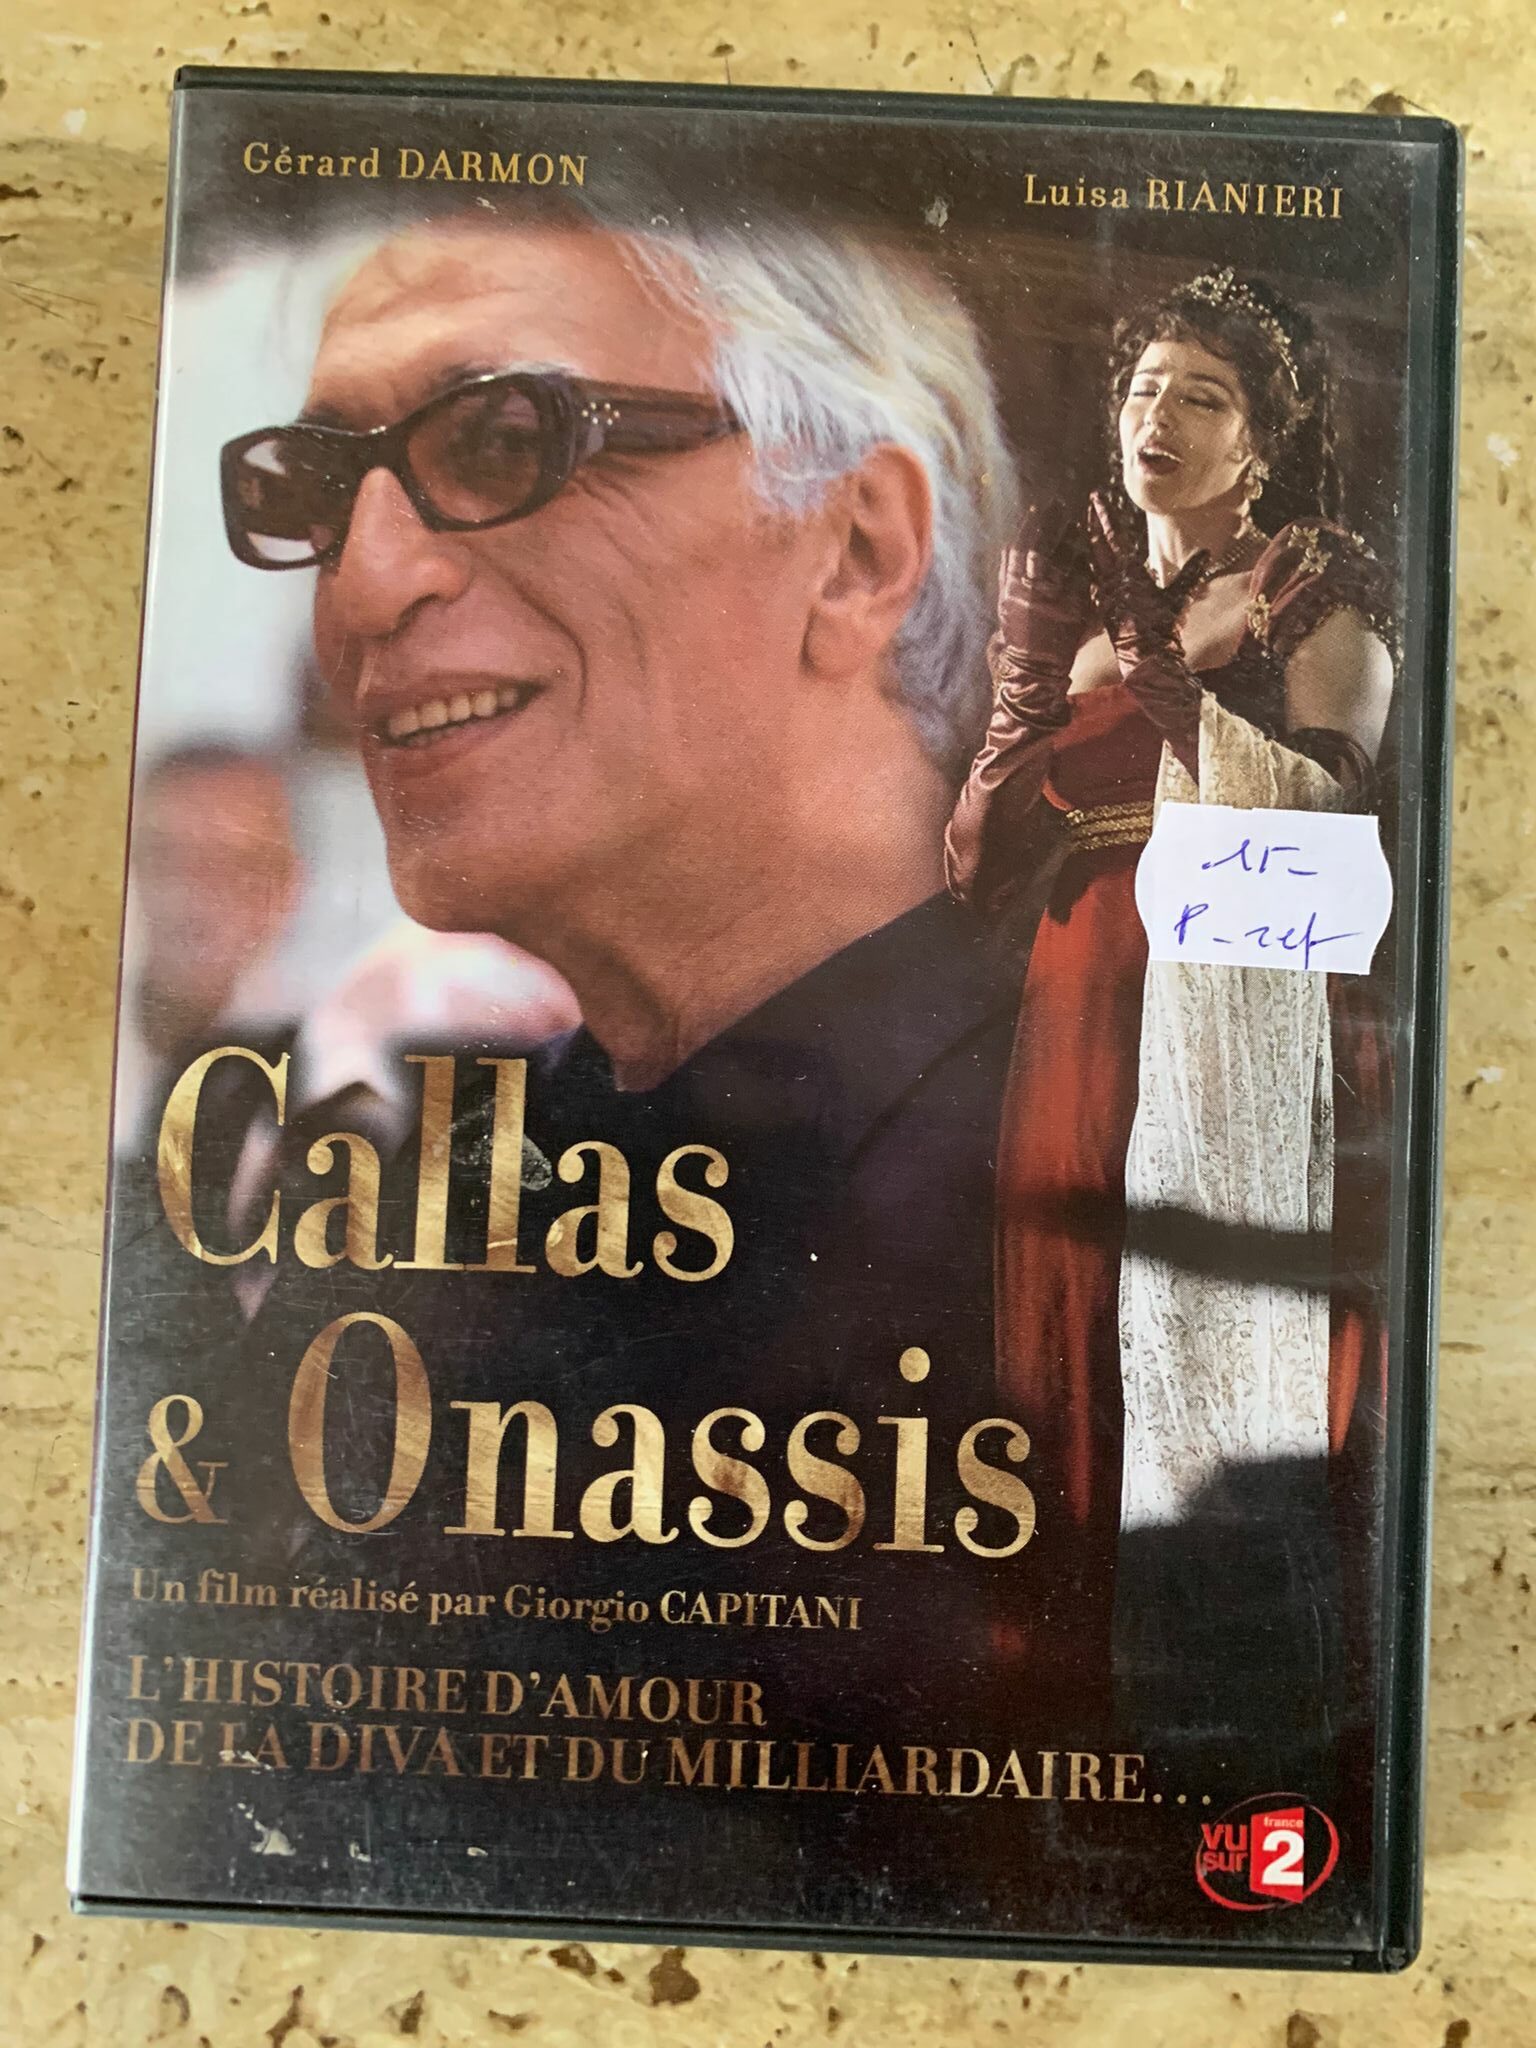 Gérard DARMON
Luisa RIANIERI
15-
Callas
& Onassis
Un film réalisé par Giorgio CAPITANI
L'HISTOIRE D'AMOUR
DE LA DIVA ET DU MILLIARDAIRE...
vu sur france 2